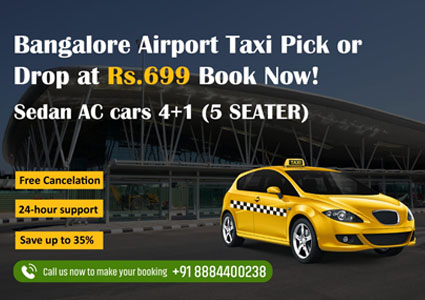 Bangalore Airport Taxi Pick or
Drop at Rs.699 Book Now!
Sedan AC cars 4+1 (5 SEATER)
Free Cancelation
24-hour support
Save up to 35%
TAXI
Call us now to make your booking +91 8884400238